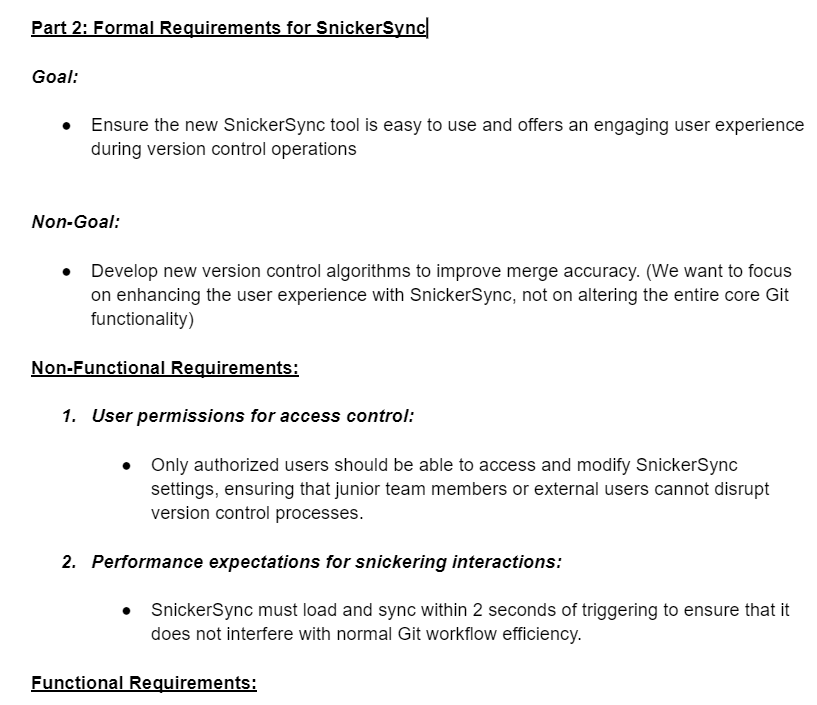 Part 2: Formal Requirements for SnickerSync
Goal:
● Ensure the new SnickerSync tool is easy to use and offers an engaging user experience
during version control operations
Non-Goal:
● Develop new version control algorithms to improve merge accuracy. (We want to focus
on enhancing the user experience with SnickerSync, not on altering the entire core Git
functionality)
Non-Functional Requirements:
1. User permissions for access control:
● Only authorized users should be able to access and modify SnickerSync
settings, ensuring that junior team members or external users cannot disrupt
version control processes.
2. Performance expectations for snickering interactions:
● SnickerSync must load and sync within 2 seconds of triggering to ensure that it
does not interfere with normal Git workflow efficiency.
Functional Requirements: